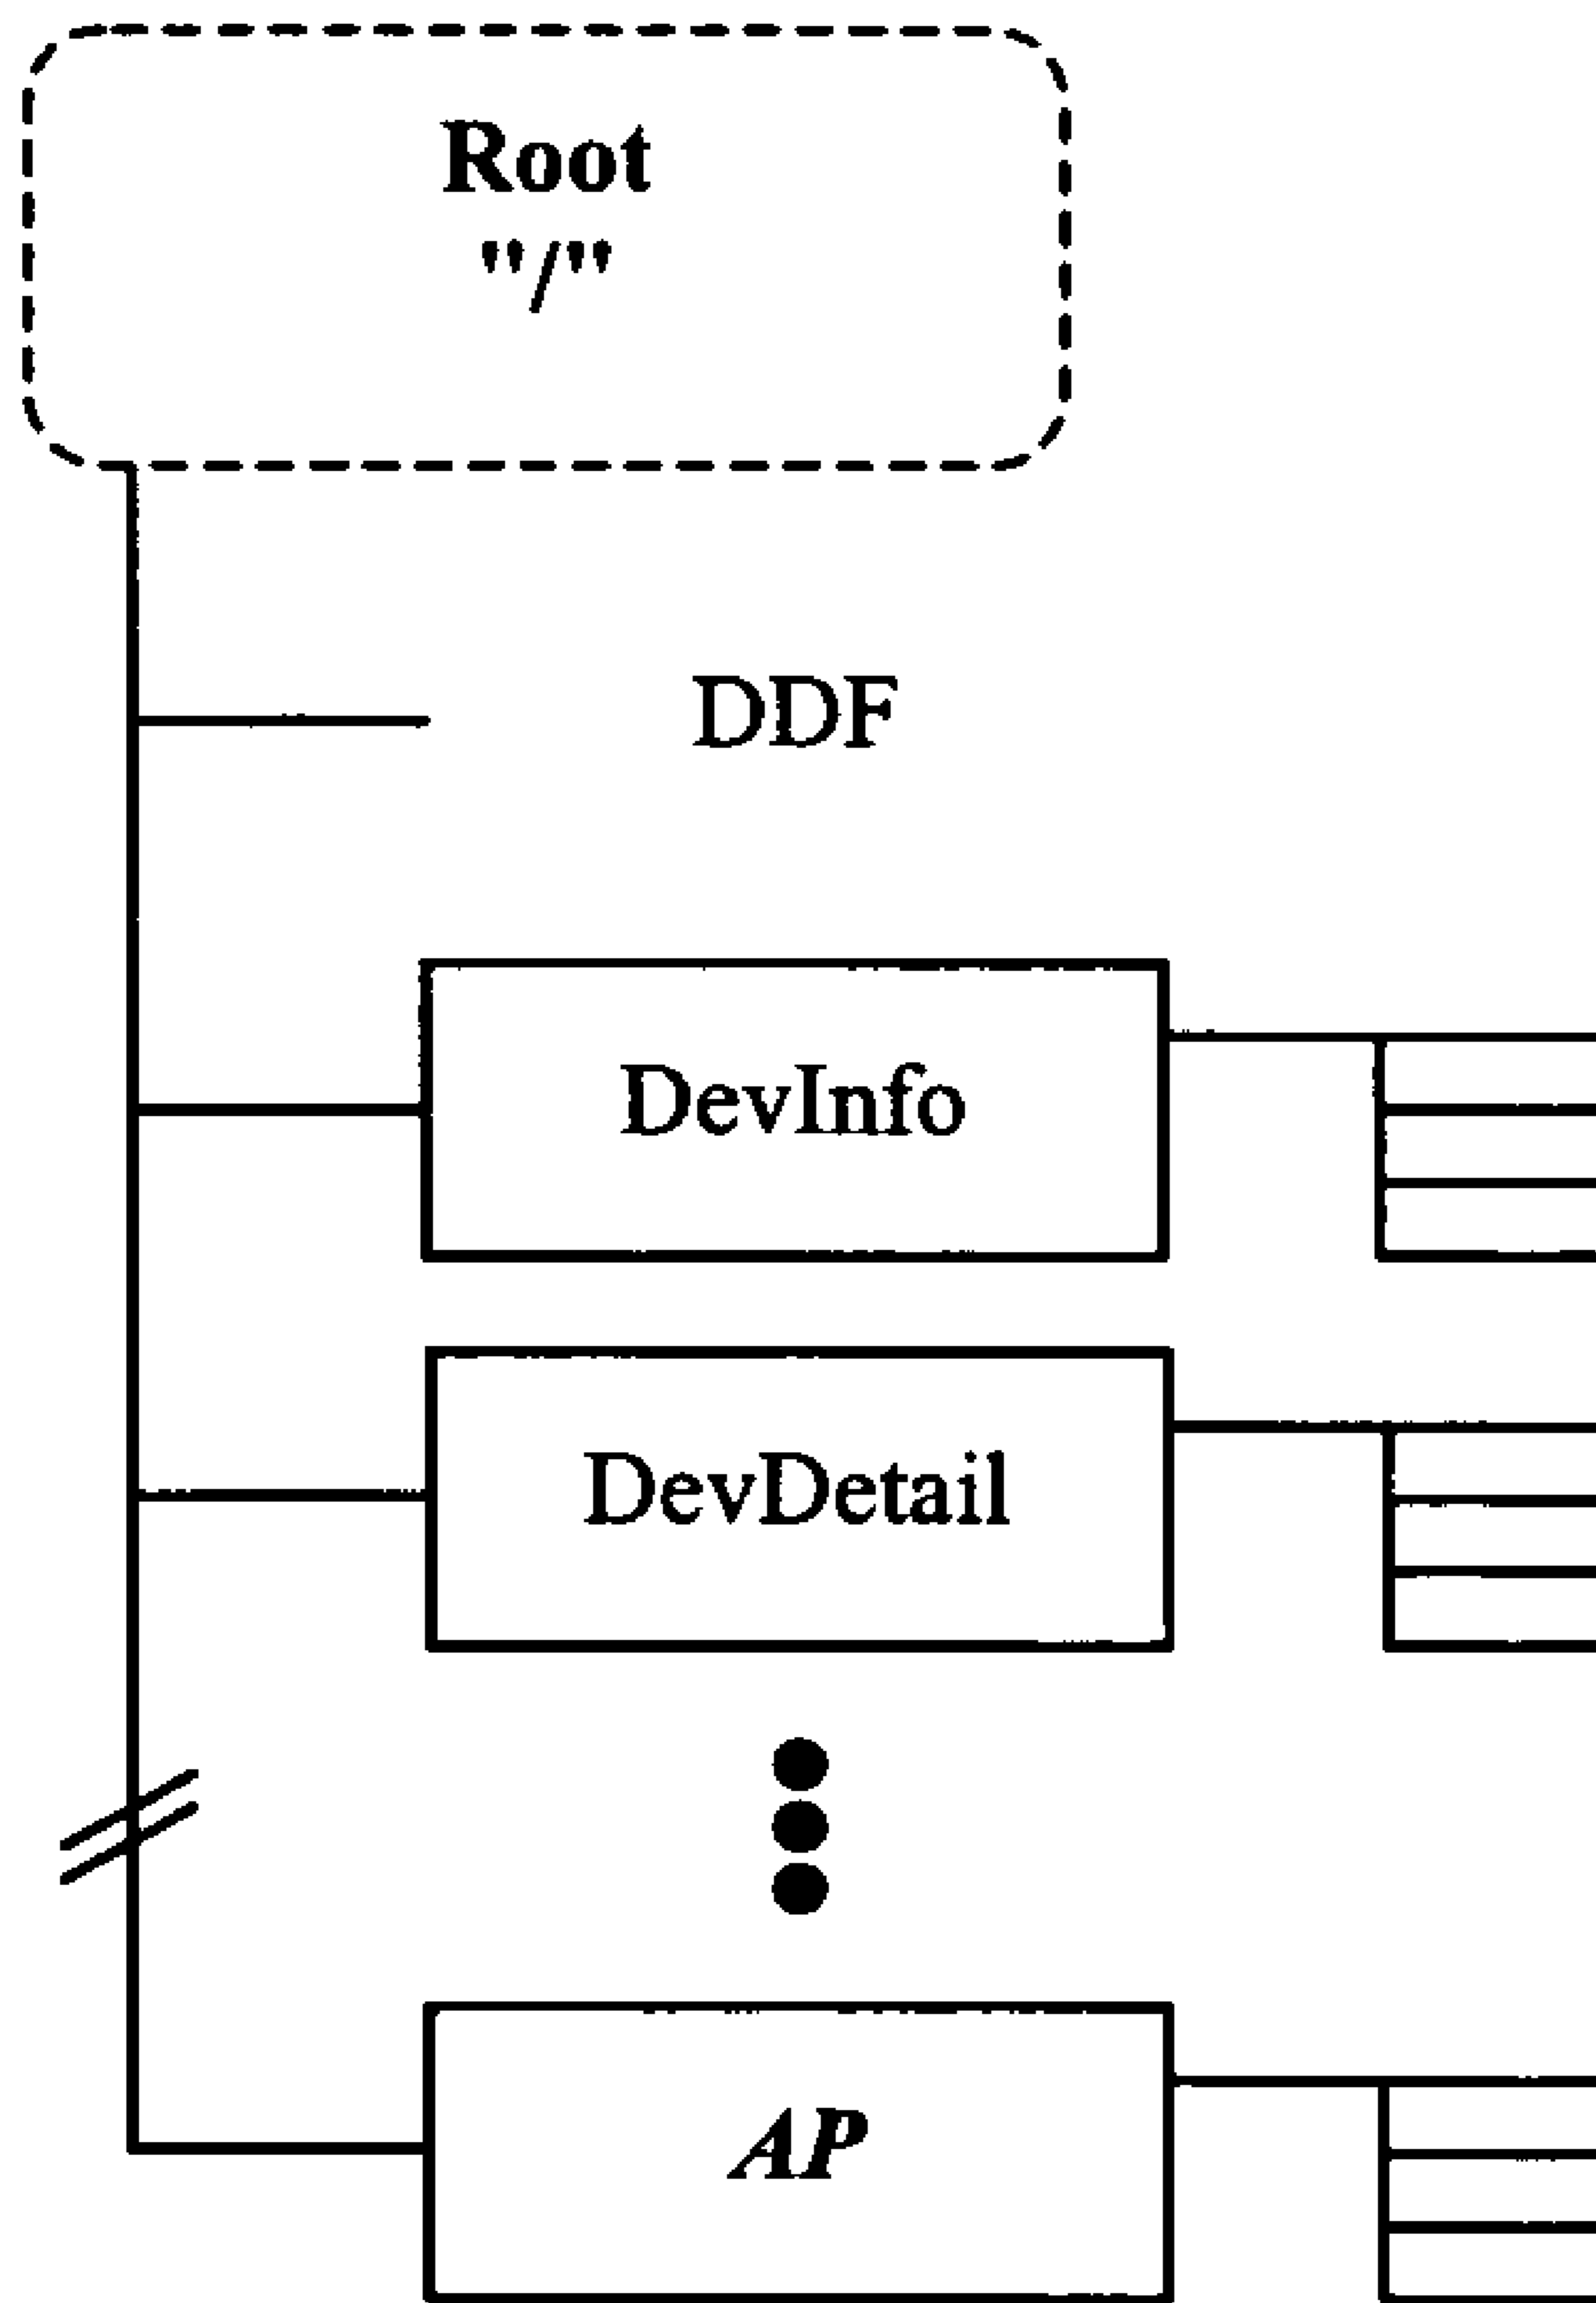 Root
"/"
DDF
DevInfo
DevDetail
AP